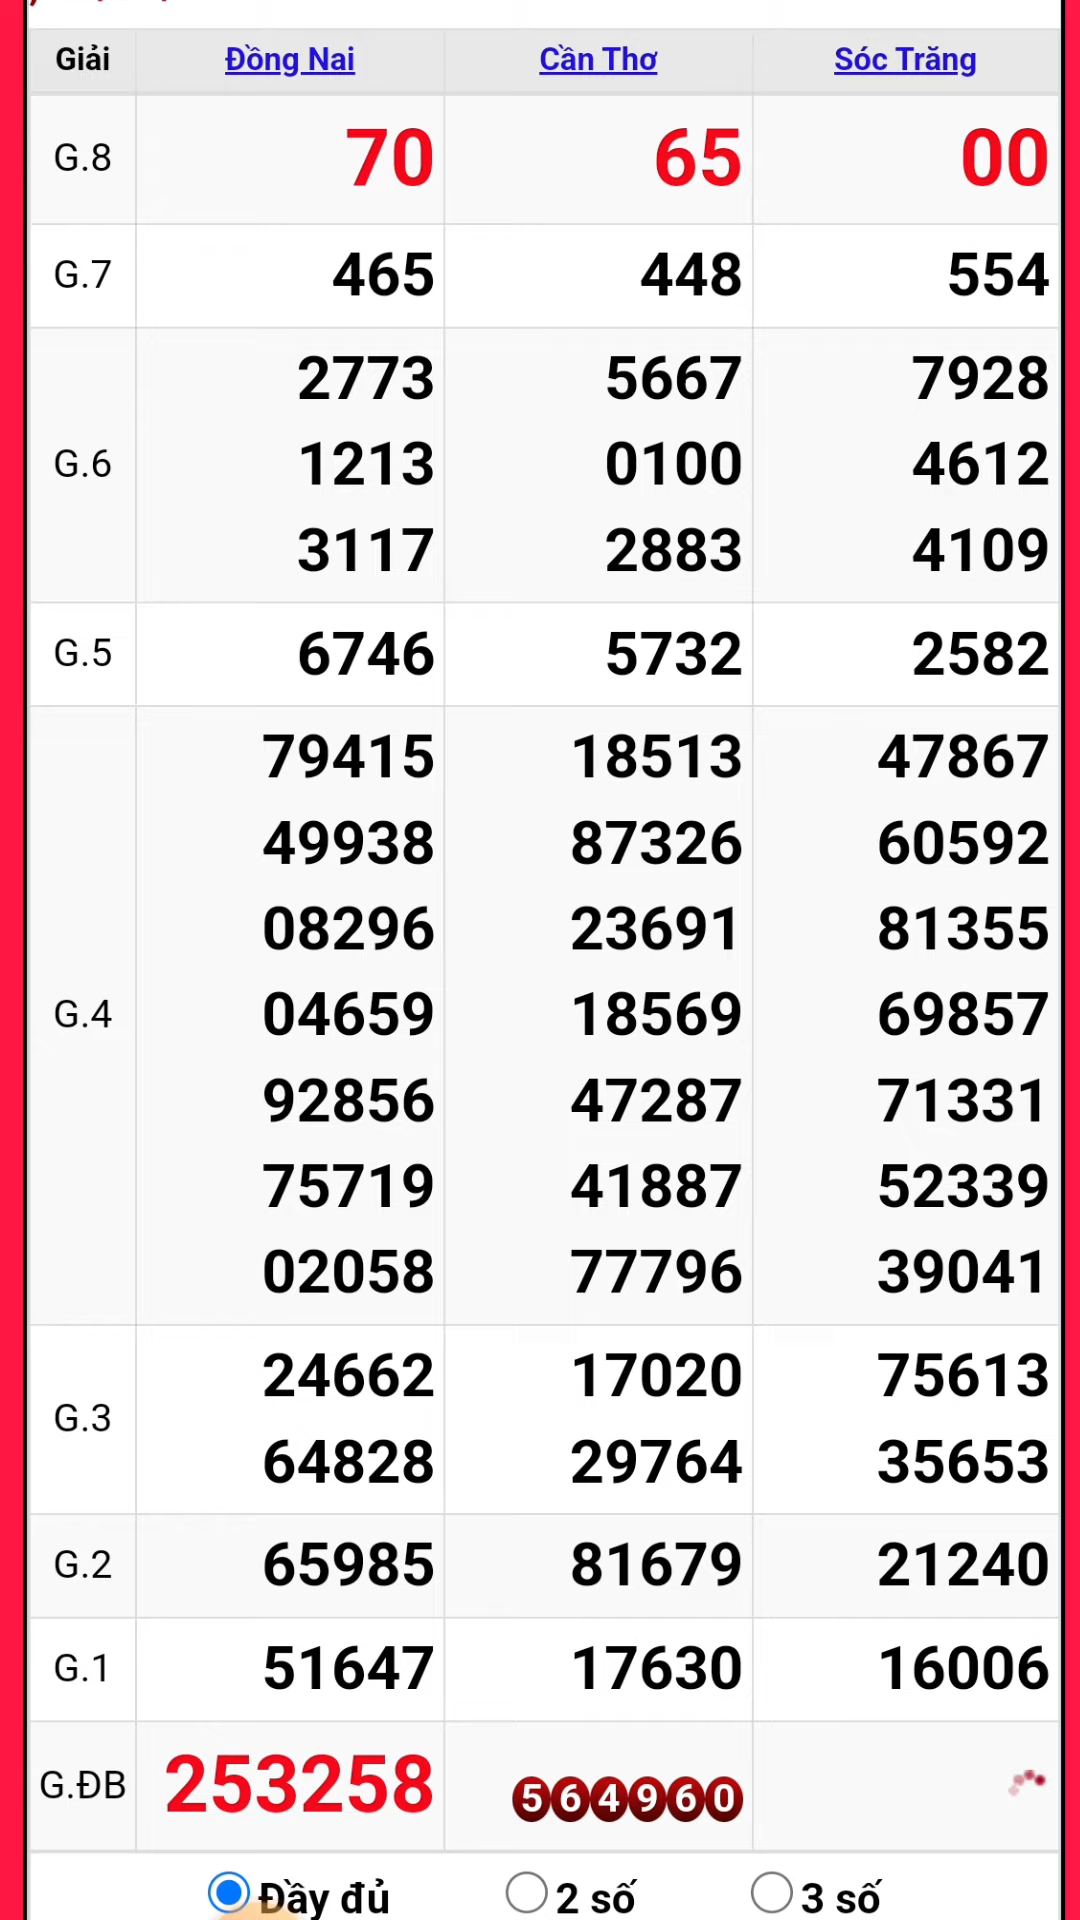 Giải Đồng Nai Cần Thơ Sóc Trăng
G.8 70 65 00
G.7 465 448 554
2773 5667 7928
G.6 1213 0100 4612
3117 2883 4109
G.5 6746 5732 2582
79415 18513 47867
49938 87326 60592
08296 23691 81355
G.4 04659 18569 69857
92856 47287 71331
75719 41887 52339
02058 77796 39041
24662 17020 75613
G.3
64828 29764 35653
G.2 65985 81679 21240
G.1 51647 17630 16006
G.ĐB 253258 564960
Đầy đủ 2 số 3 số